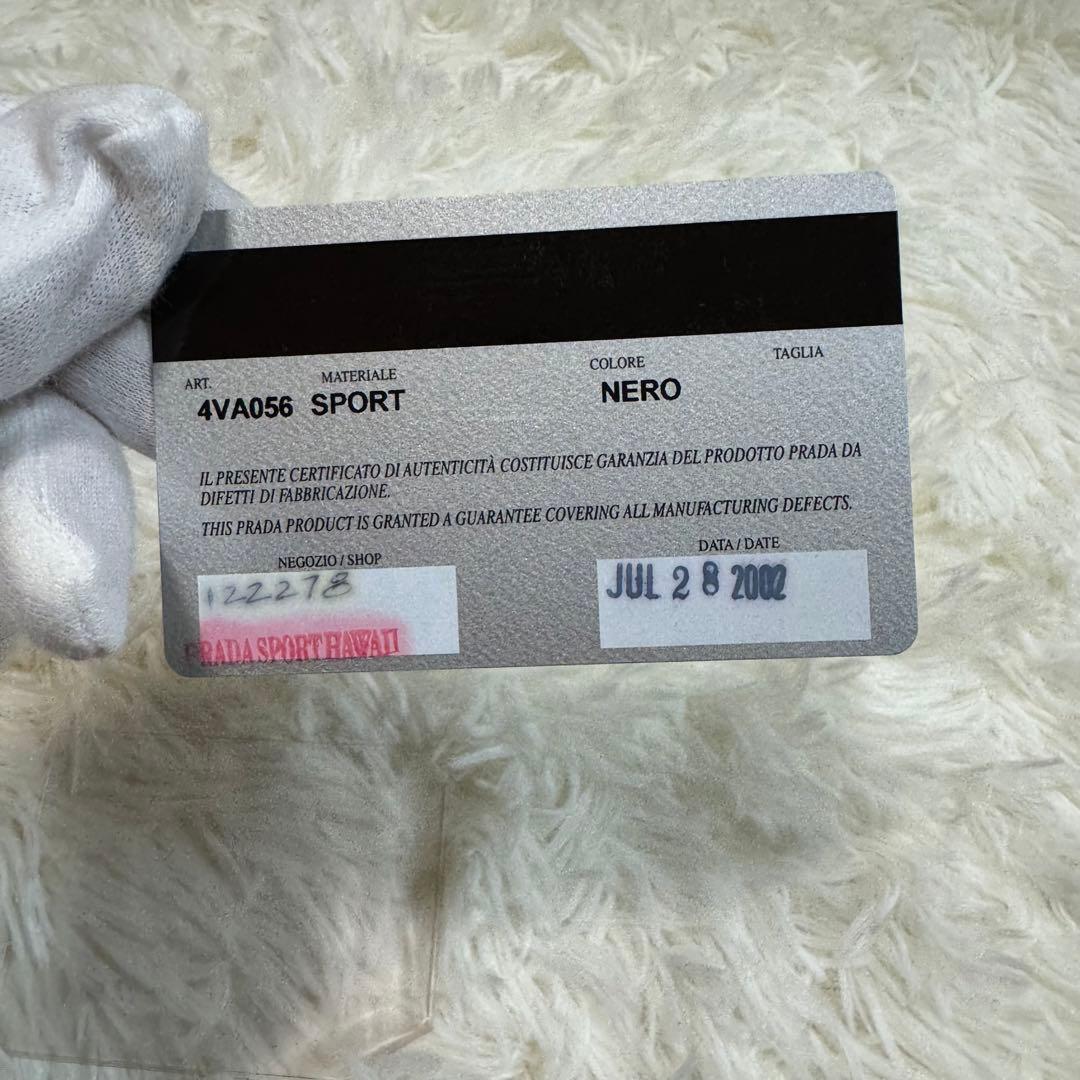 ART. MATERIALE COLORE TAGLIA
4VA056 SPORT NERO
IL PRESENTE CERTIFICATO DI AUTENTICITÀ COSTITUISCE GARANZIA DEL PRODOTTO PRADA DA
DIFETTI DI FABBRICAZIONE.
THIS PRADA PRODUCT IS GRANTED A GUARANTEE COVERING ALL MANUFACTURING DEFECTS.
NEGOZIO / SHOP DATA / DATE
122278 JUL 28 2002
PRADA SPORT HAWAII